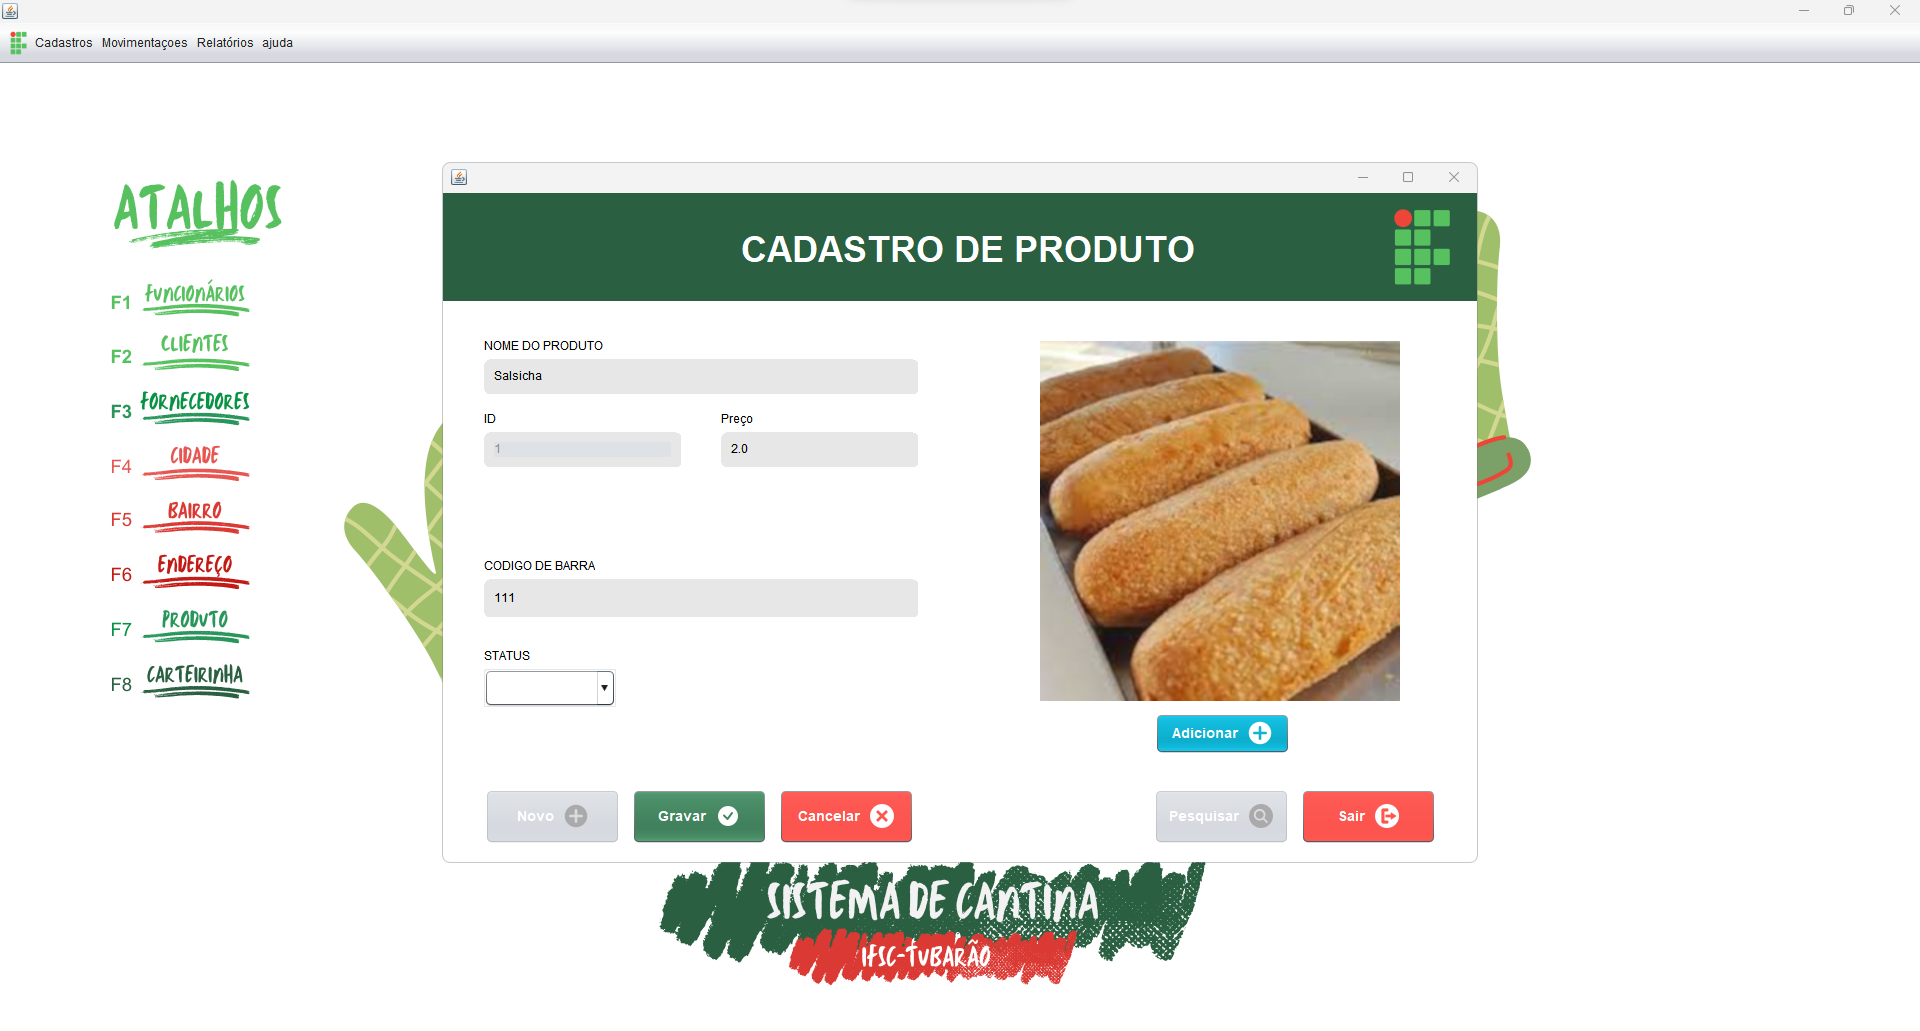 Cadastros Movimentaçoes Relatórios ajuda
ATALHOS
F1 FUNCIONÁRIOS
F2 CLIENTES
F3 FORNECEDORES
F4 CIDADE
F5 BAIRRO
F6 ENDEREÇO
F7 PRODUTO
F8 CARTEIRINHA
CADASTRO DE PRODUTO
NOME DO PRODUTO
Salsicha
ID Preço
1 2.0
CODIGO DE BARRA
111
STATUS
Adicionar
Novo Gravar Cancelar Pesquisar Sair
SISTEMA DE CANTINA
IFSC-TUBARÃO